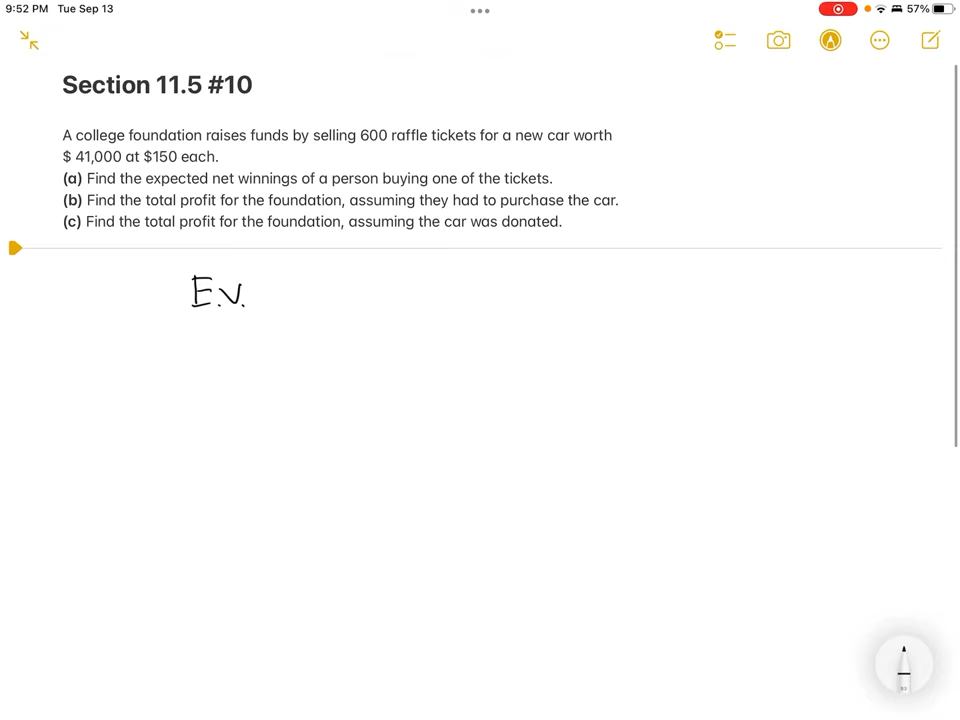 9:52 PM Tue Sep 13
57%
Section 11.5 #10
A college foundation raises funds by selling 600 raffle tickets for a new car worth
$ 41,000 at $150 each.
(a) Find the expected net winnings of a person buying one of the tickets.
(b) Find the total profit for the foundation, assuming they had to purchase the car.
(c) Find the total profit for the foundation, assuming the car was donated.
E.V.